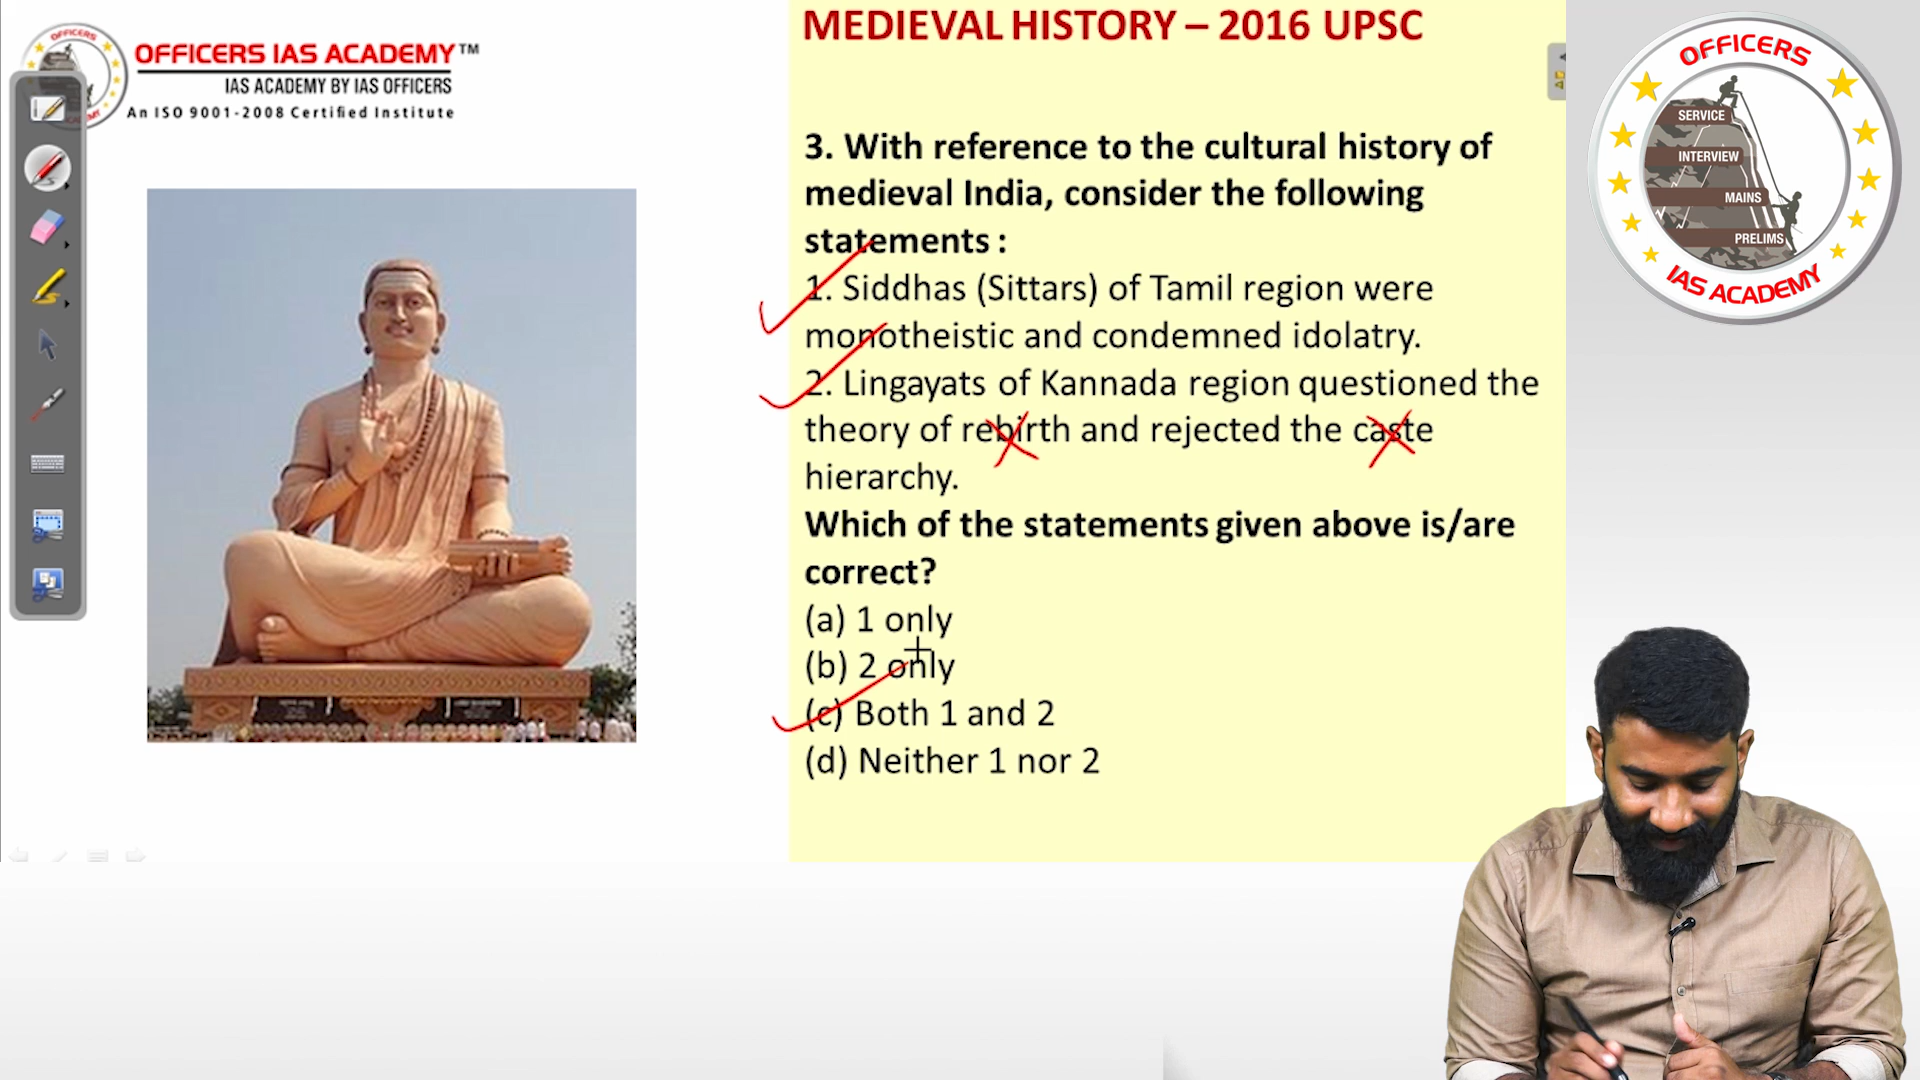 OFFICERS IAS ACADEMY™
IAS ACADEMY BY IAS OFFICERS
An ISO 9001-2008 Certified Institute
MEDIEVAL HISTORY – 2016 UPSC
3. With reference to the cultural history of
medieval India, consider the following
statements :
1. Siddhas (Sittars) of Tamil region were
monotheistic and condemned idolatry.
2. Lingayats of Kannada region questioned the
theory of rebirth and rejected the caste
hierarchy.
Which of the statements given above is/are
correct?
(a) 1 only
(b) 2 only
(c) Both 1 and 2
(d) Neither 1 nor 2
OFFICERS
SERVICE
INTERVIEW
MAINS
PRELIMS
IAS ACADEMY